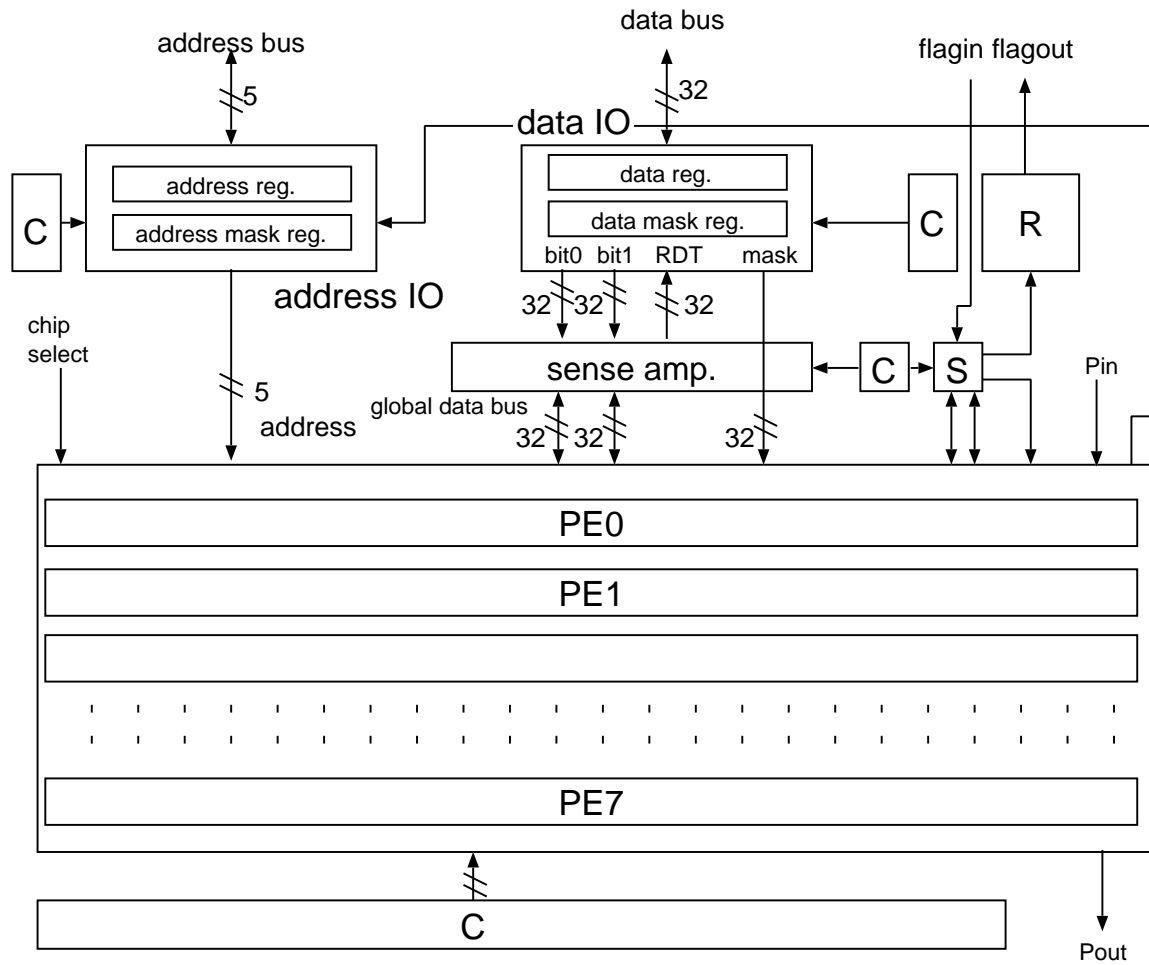 address bus
data bus
flagin flagout
5
32
data IO
address reg.
address mask reg.
data reg.
data mask reg.
bit0 bit1 RDT mask
C
C
R
address IO
32 32 32
chip
select
sense amp.
C
S
Pin
5
address
global data bus
32 32 32
PE0
PE1
PE7
C
Pout